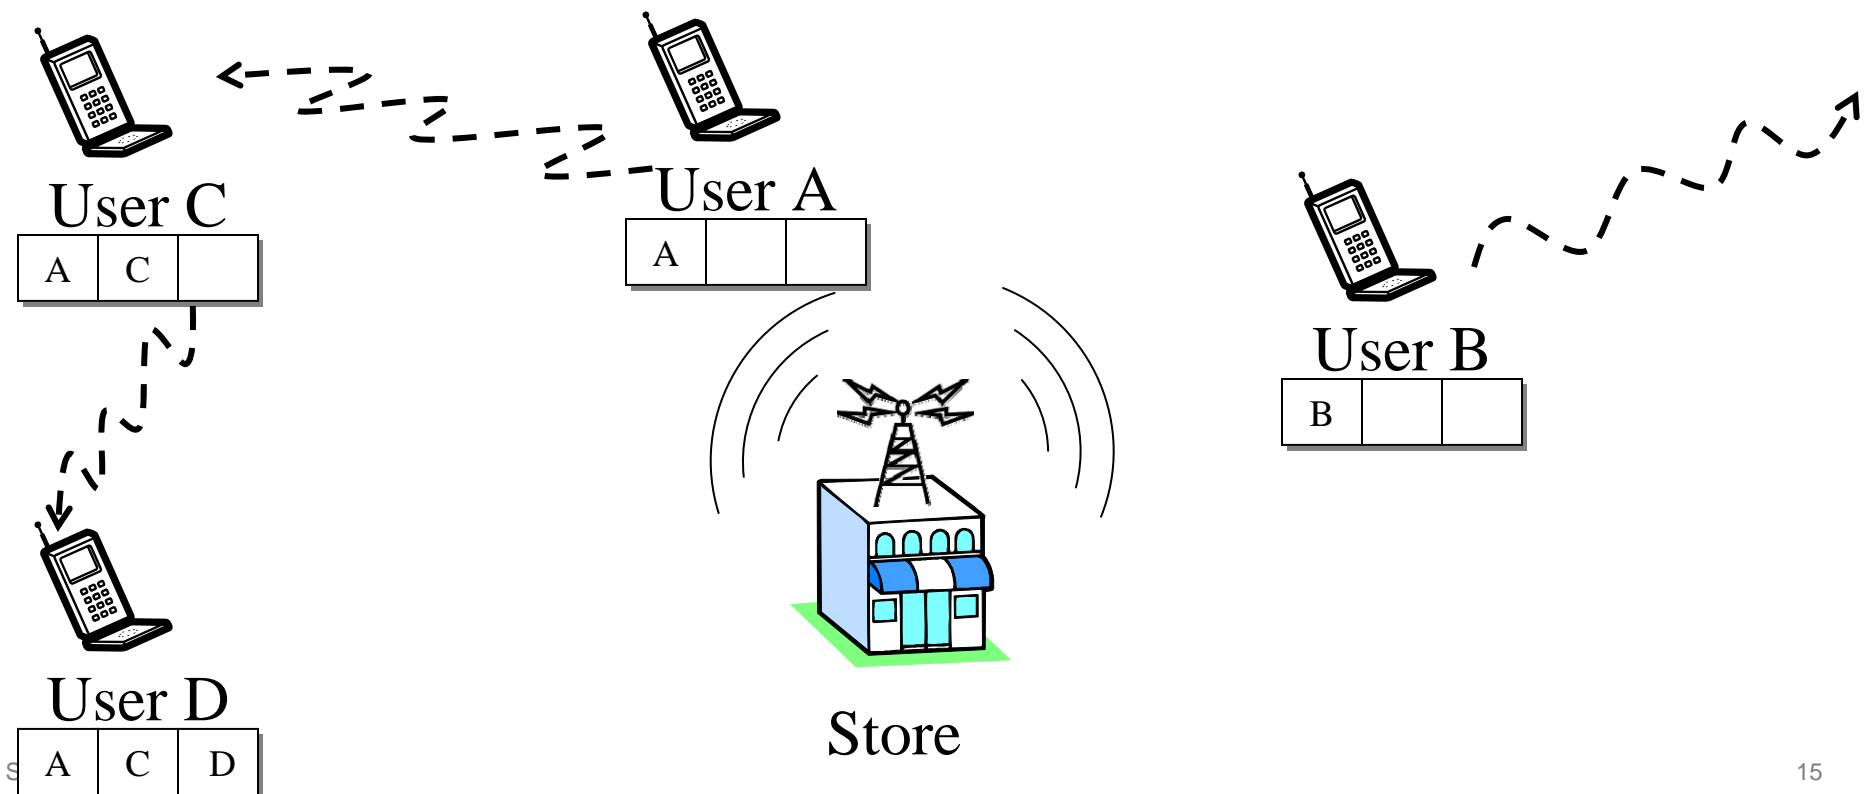 User C
A C
User A
A
User B
B
User D
A C D
Store
S
15